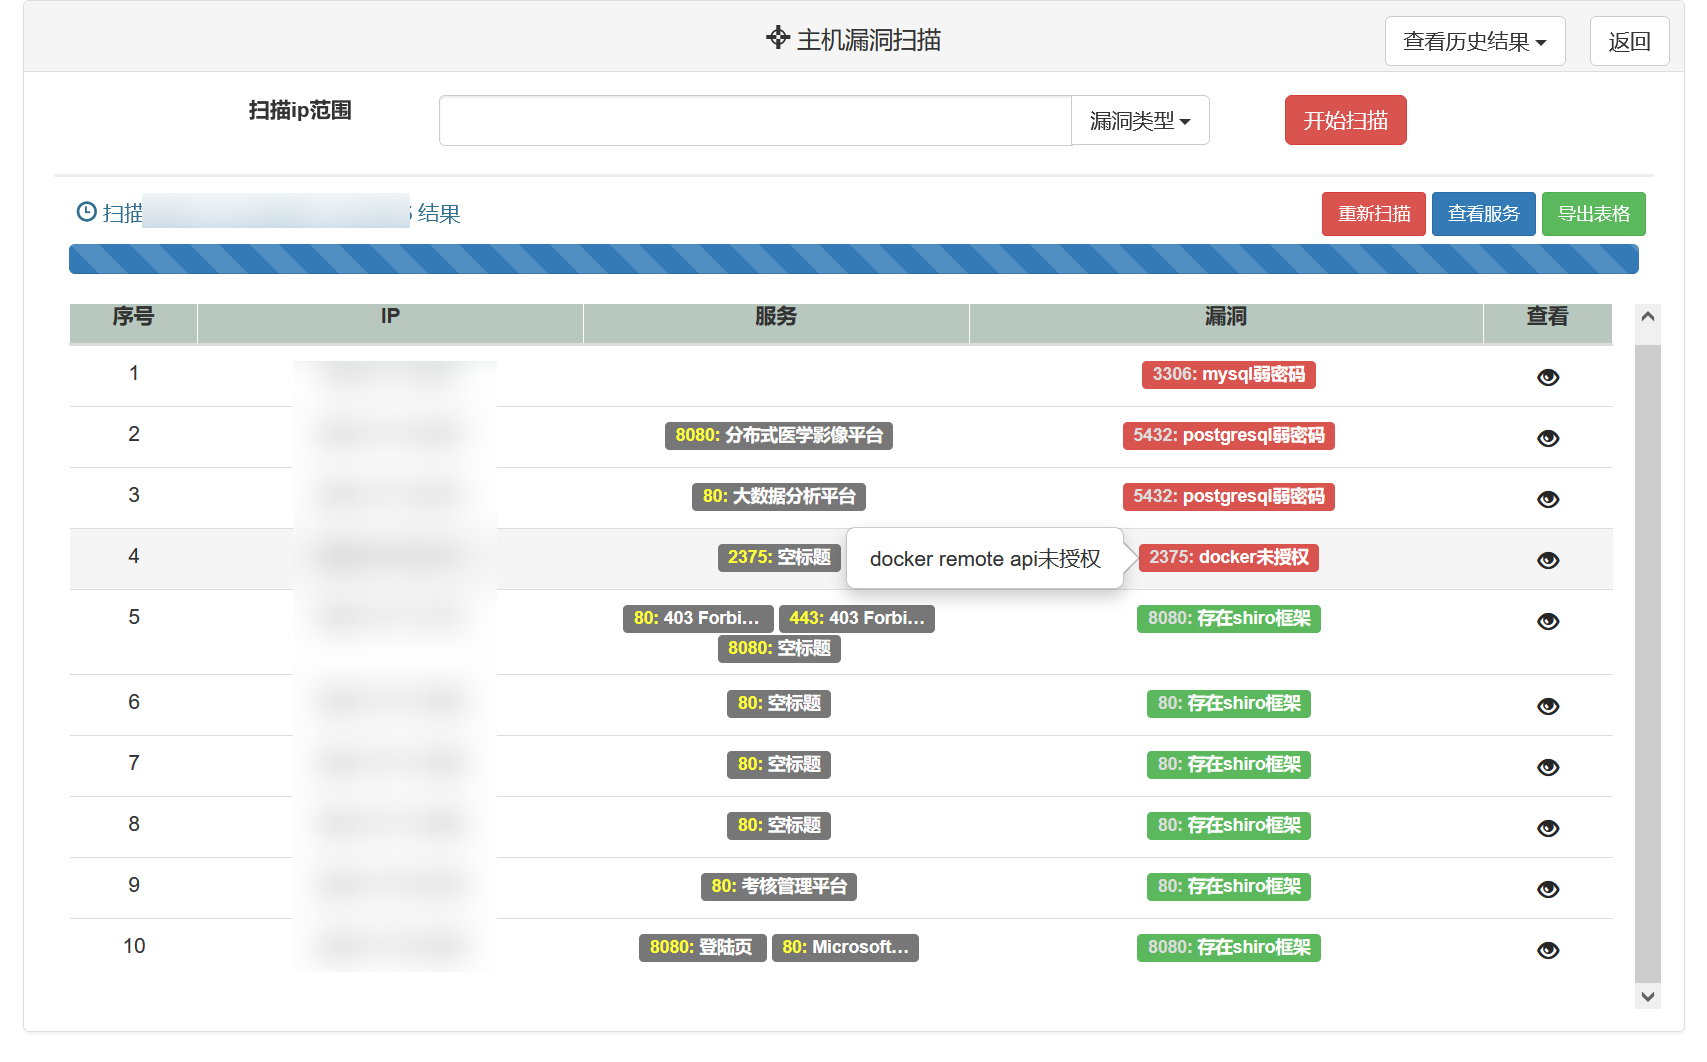 主机漏洞扫描
查看历史结果
返回
扫描ip范围
漏洞类型
开始扫描
扫描 结果
重新扫描
查看服务
导出表格
序号 IP 服务 漏洞 查看
1 3306: mysql弱密码
2 8080: 分布式医学影像平台 5432: postgresql弱密码
3 80: 大数据分析平台 5432: postgresql弱密码
4 2375: 空标题 docker remote api未授权 2375: docker未授权
5 80: 403 Forbi... 443: 403 Forbi... 8080: 存在shiro框架
8080: 空标题
6 80: 空标题 80: 存在shiro框架
7 80: 空标题 80: 存在shiro框架
8 80: 空标题 80: 存在shiro框架
9 80: 考核管理平台 80: 存在shiro框架
10 8080: 登陆页 80: Microsoft... 8080: 存在shiro框架